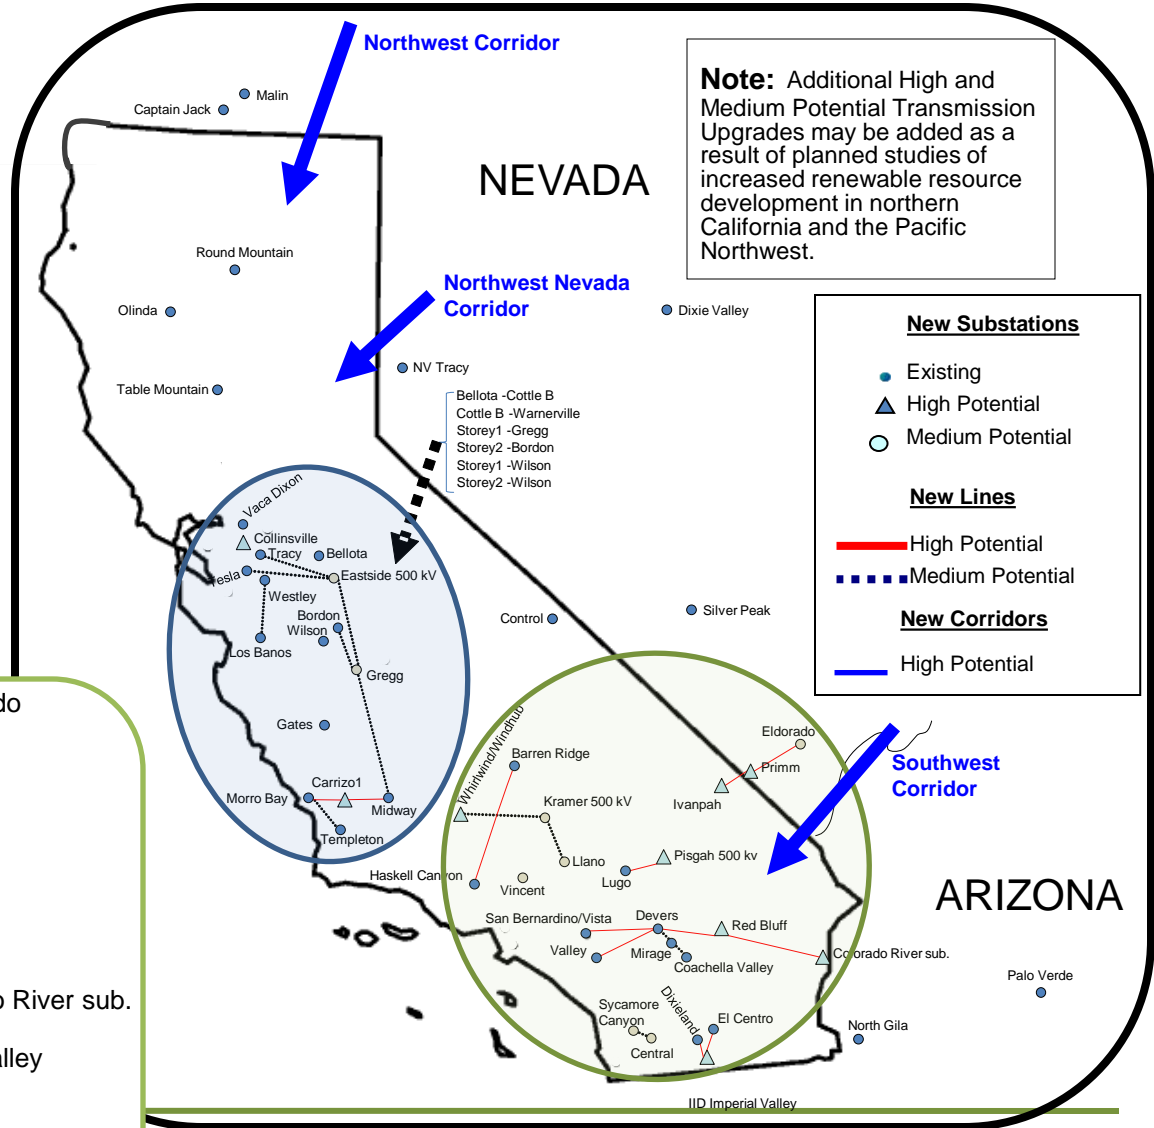 Northwest Corridor
Malin
Captain Jack
Note: Additional High and
Medium Potential Transmission
Upgrades may be added as a
result of planned studies of
increased renewable resource
development in northern
California and the Pacific
Northwest.
NEVADA
Round Mountain
Northwest Nevada
Corridor
Olinda
Dixie Valley
New Substations
Existing
High Potential
Medium Potential
New Lines
High Potential
Medium Potential
New Corridors
High Potential
NV Tracy
Table Mountain
Bellota -Cottle B
Cottle B -Warnerville
Storey1 -Gregg
Storey2 -Bordon
Storey1 -Wilson
Storey2 -Wilson
Vaca Dixon
Collinsville
Tracy
Bellota
Tesla
Eastside 500 kV
Westley
Bordon
Wilson
Los Banos
Gregg
Control
Silver Peak
Gates
Carrizo1
Morro Bay
Midway
Templeton
Whirlwind/Windhub
Barren Ridge
Eldorado
Primm
Ivanpah
Southwest
Corridor
Kramer 500 kV
Llano
Pisgah 500 kv
Lugo
Haskell Canyon
Vincent
ARIZONA
San Bernardino/Vista
Devers
Red Bluff
Valley
Mirage
Coachella Valley
Colorado River sub.
Palo Verde
Sycamore
Canyon
Central
Dixieland
El Centro
North Gila
IID Imperial Valley
River sub.